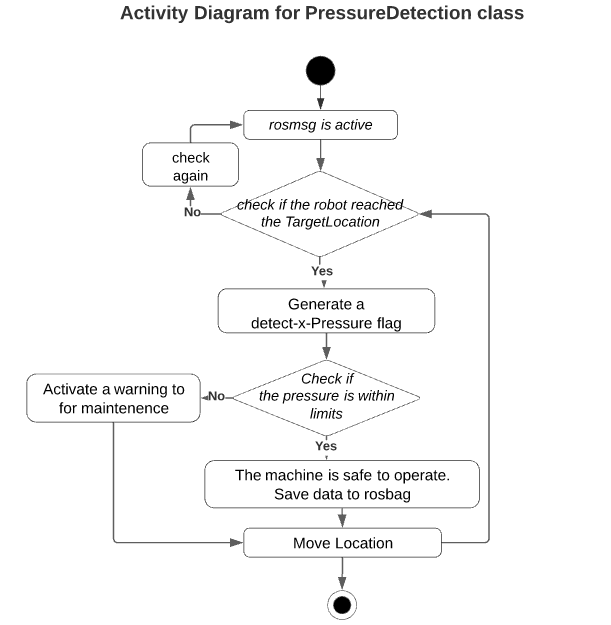 Activity Diagram for PressureDetection class
rosmsg is active
check
again
check if the robot reached
the TargetLocation
No
Yes
Generate a
detect-x-Pressure flag
Check if
the pressure is within
limits
No
Activate a warning to
for maintenence
Yes
The machine is safe to operate.
Save data to rosbag
Move Location